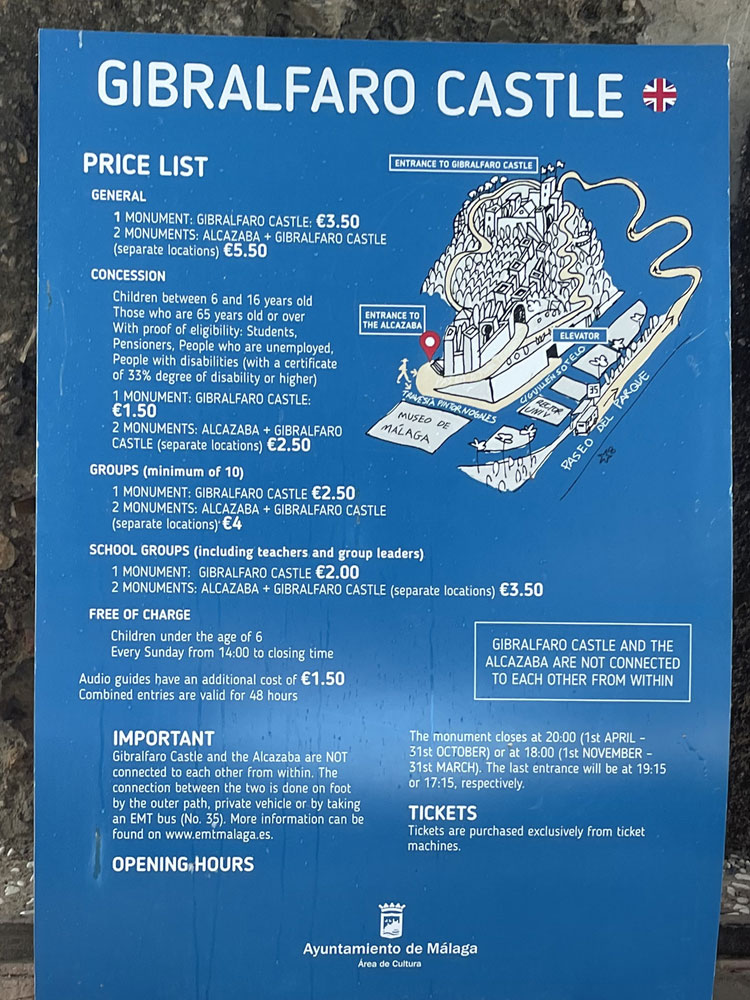 GIBRALFARO CASTLE
PRICE LIST
GENERAL
1 MONUMENT: GIBRALFARO CASTLE: €3.50
2 MONUMENTS: ALCAZABA + GIBRALFARO CASTLE
(separate locations) €5.50
CONCESSION
Children between 6 and 16 years old
Those who are 65 years old or over
With proof of eligibility: Students,
Pensioners, People who are unemployed,
People with disabilities (with a certificate
of 33% degree of disability or higher)
1 MONUMENT: GIBRALFARO CASTLE:
€1.50
2 MONUMENTS: ALCAZABA + GIBRALFARO
CASTLE (separate locations) €2.50
GROUPS (minimum of 10)
1 MONUMENT: GIBRALFARO CASTLE €2.50
2 MONUMENTS: ALCAZABA + GIBRALFARO CASTLE
(separate locations) €4
SCHOOL GROUPS (including teachers and group leaders)
1 MONUMENT: GIBRALFARO CASTLE €2.00
2 MONUMENTS: ALCAZABA + GIBRALFARO CASTLE (separate locations) €3.50
FREE OF CHARGE
Children under the age of 6
Every Sunday from 14:00 to closing time
Audio guides have an additional cost of €1.50
Combined entries are valid for 48 hours
ENTRANCE TO GIBRALFARO CASTLE
ENTRANCE TO
THE ALCAZABA
ELEVATOR
TRAVESÍA PINTOR NOGALES
C/ GUILLEN SOTELO
MUSEO DE
MÁLAGA
RECTOR
UNIV.
35
PASEO DEL PARQUE
GIBRALFARO CASTLE AND THE
ALCAZABA ARE NOT CONNECTED
TO EACH OTHER FROM WITHIN
IMPORTANT
Gibralfaro Castle and the Alcazaba are NOT
connected to each other from within. The
connection between the two is done on foot
by the outer path, private vehicle or by taking
an EMT bus (No. 35). More information can be
found on www.emtmalaga.es.
OPENING HOURS
The monument closes at 20:00 (1st APRIL –
31st OCTOBER) or at 18:00 (1st NOVEMBER –
31st MARCH). The last entrance will be at 19:15
or 17:15, respectively.
TICKETS
Tickets are purchased exclusively from ticket
machines.
Ayuntamiento de Málaga
Área de Cultura